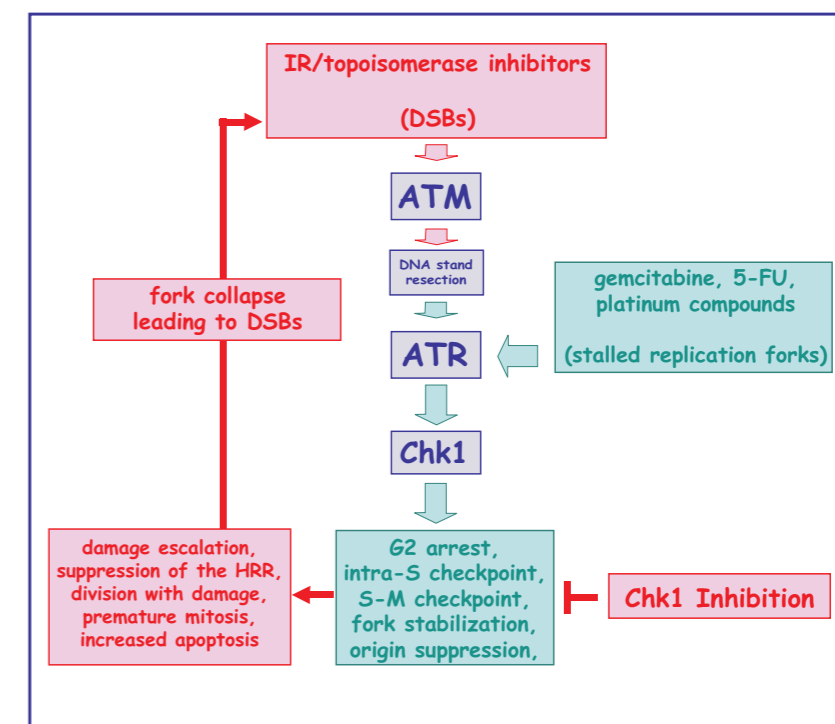 IR/topoisomerase inhibitors
(DSBs)
ATM
DNA stand
resection
gemcitabine, 5-FU,
platinum compounds
(stalled replication forks)
fork collapse
leading to DSBs
ATR
Chk1
damage escalation,
suppression of the HRR,
division with damage,
premature mitosis,
increased apoptosis
G2 arrest,
intra-S checkpoint,
S-M checkpoint,
fork stabilization,
origin suppression,
Chk1 Inhibition